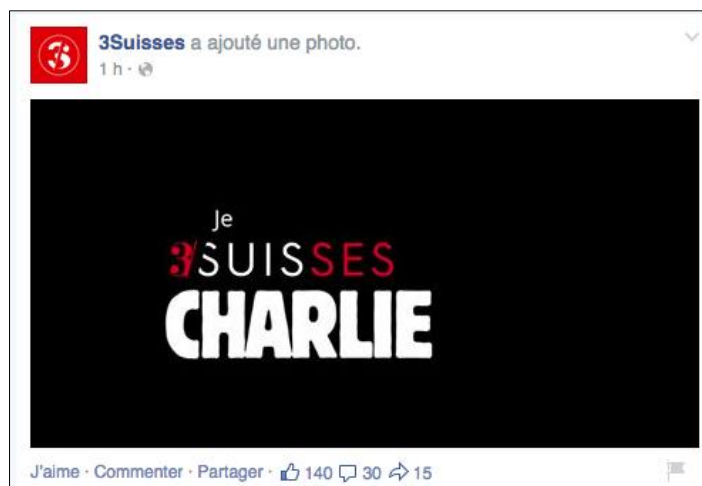 3Suisses a ajouté une photo.
1 h
Je
3SUISSES
CHARLIE
J'aime · Commenter · Partager · 140 30 15